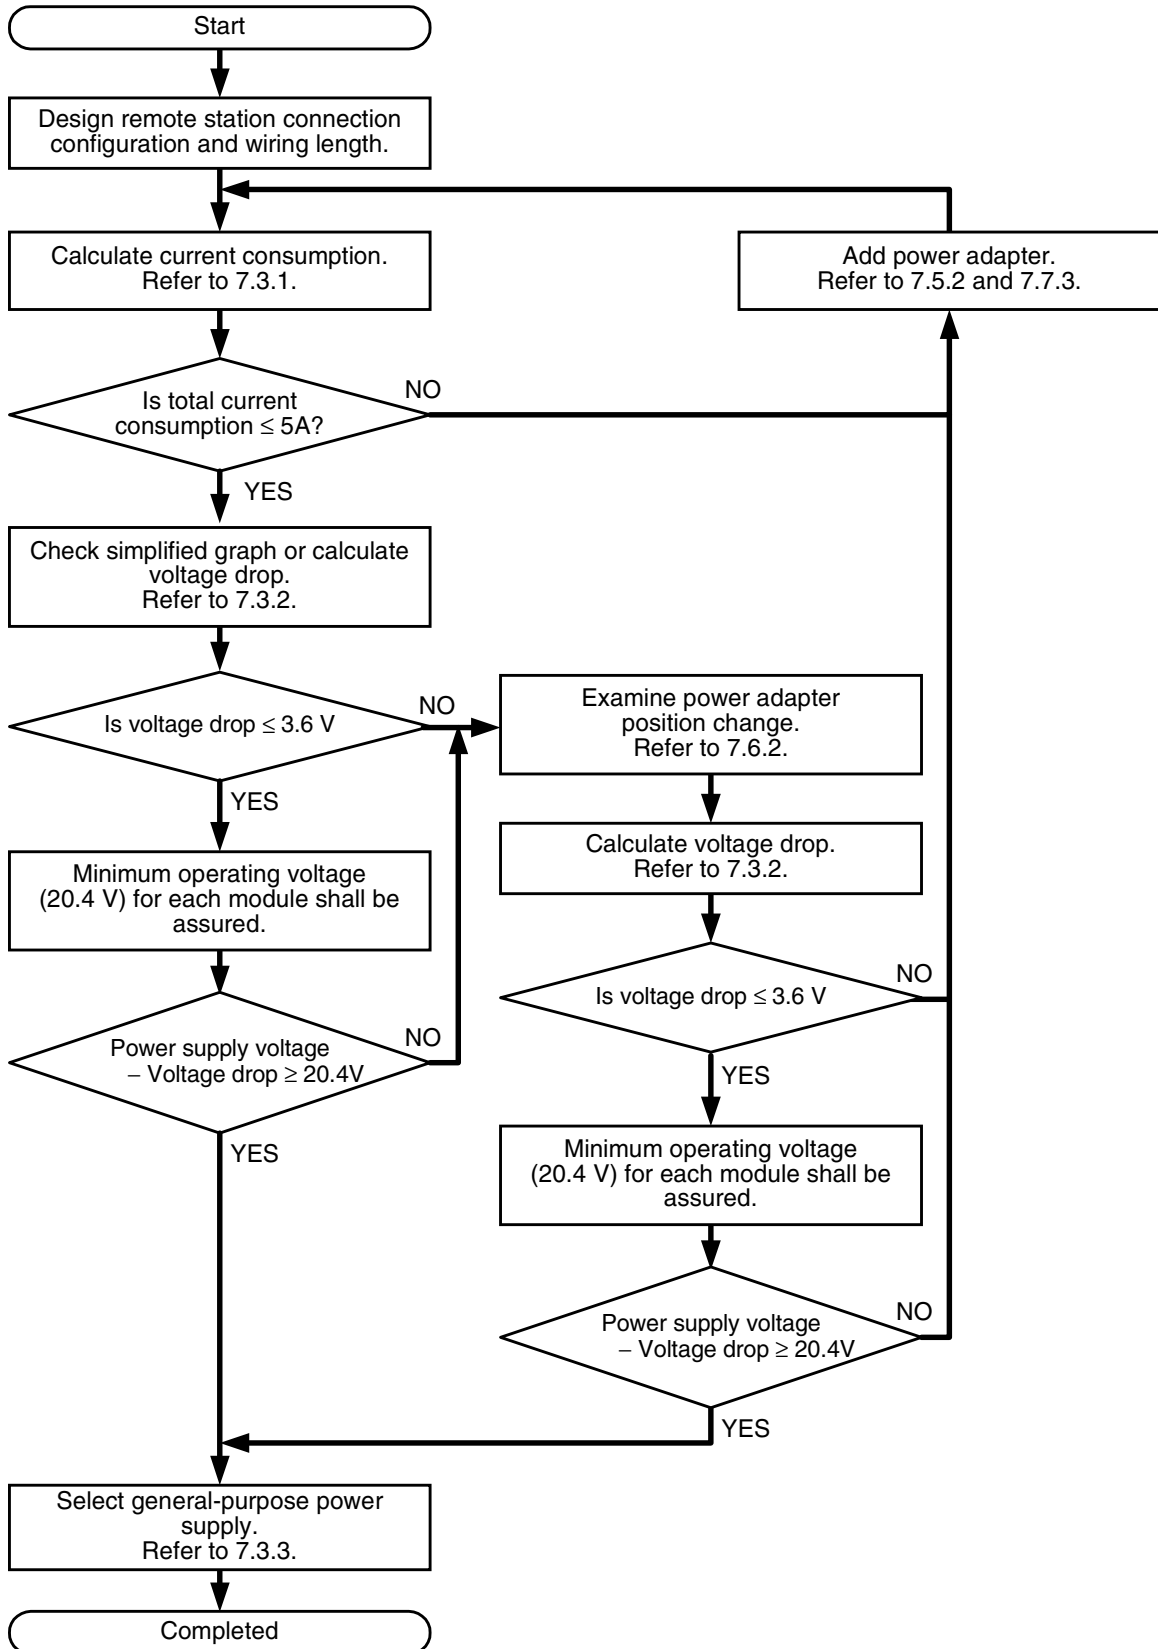 Start
Design remote station connection
configuration and wiring length.
Calculate current consumption.
Refer to 7.3.1.
Add power adapter.
Refer to 7.5.2 and 7.7.3.
Is total current
consumption ≤ 5A?
NO
YES
Check simplified graph or calculate
voltage drop.
Refer to 7.3.2.
Is voltage drop ≤ 3.6 V
NO
YES
Examine power adapter
position change.
Refer to 7.6.2.
Minimum operating voltage
(20.4 V) for each module shall be
assured.
Calculate voltage drop.
Refer to 7.3.2.
Power supply voltage
– Voltage drop ≥ 20.4V
NO
YES
Is voltage drop ≤ 3.6 V
NO
YES
Minimum operating voltage
(20.4 V) for each module shall be
assured.
Power supply voltage
– Voltage drop ≥ 20.4V
NO
YES
Select general-purpose power
supply.
Refer to 7.3.3.
Completed